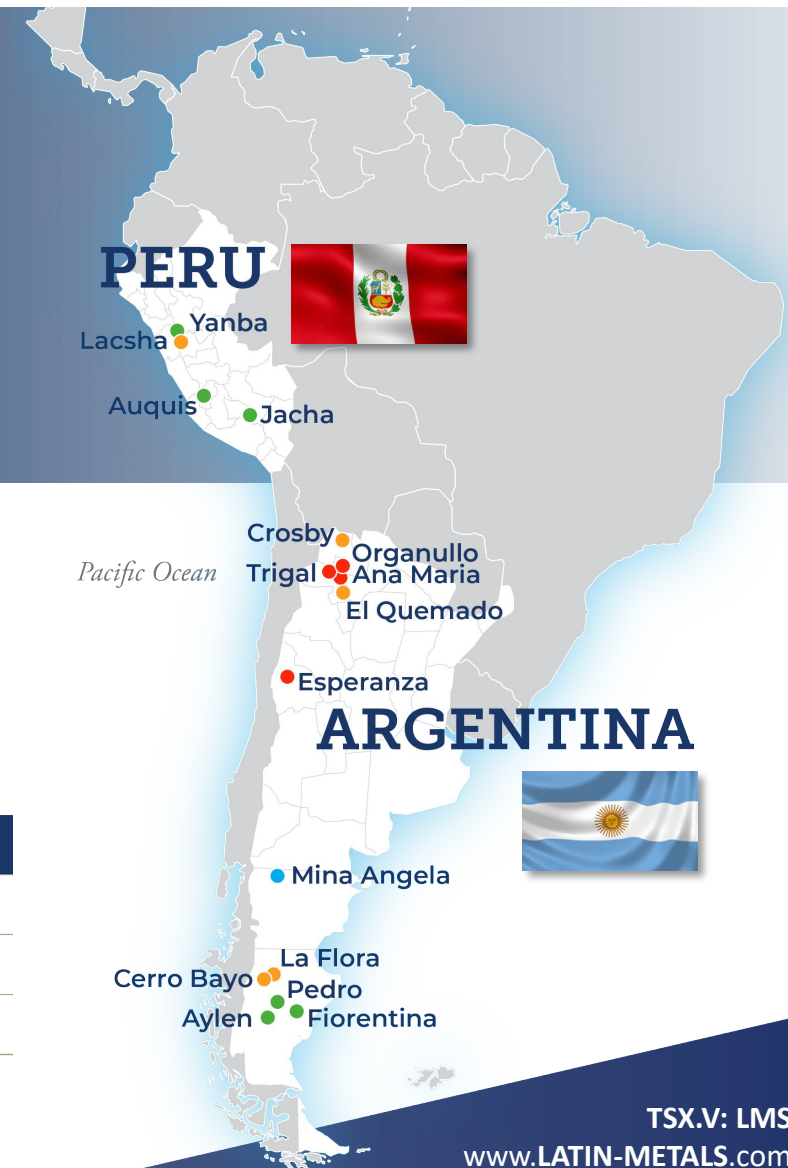 PERU
Yanba
Lacsha
Auquis
Jacha
Crosby
Organullo
Pacific Ocean
Trigal
Ana Maria
El Quemado
Esperanza
ARGENTINA
Mina Angela
La Flora
Cerro Bayo
Pedro
Aylen
Fiorentina
TSX.V: LMS
www.LATIN-METALS.com